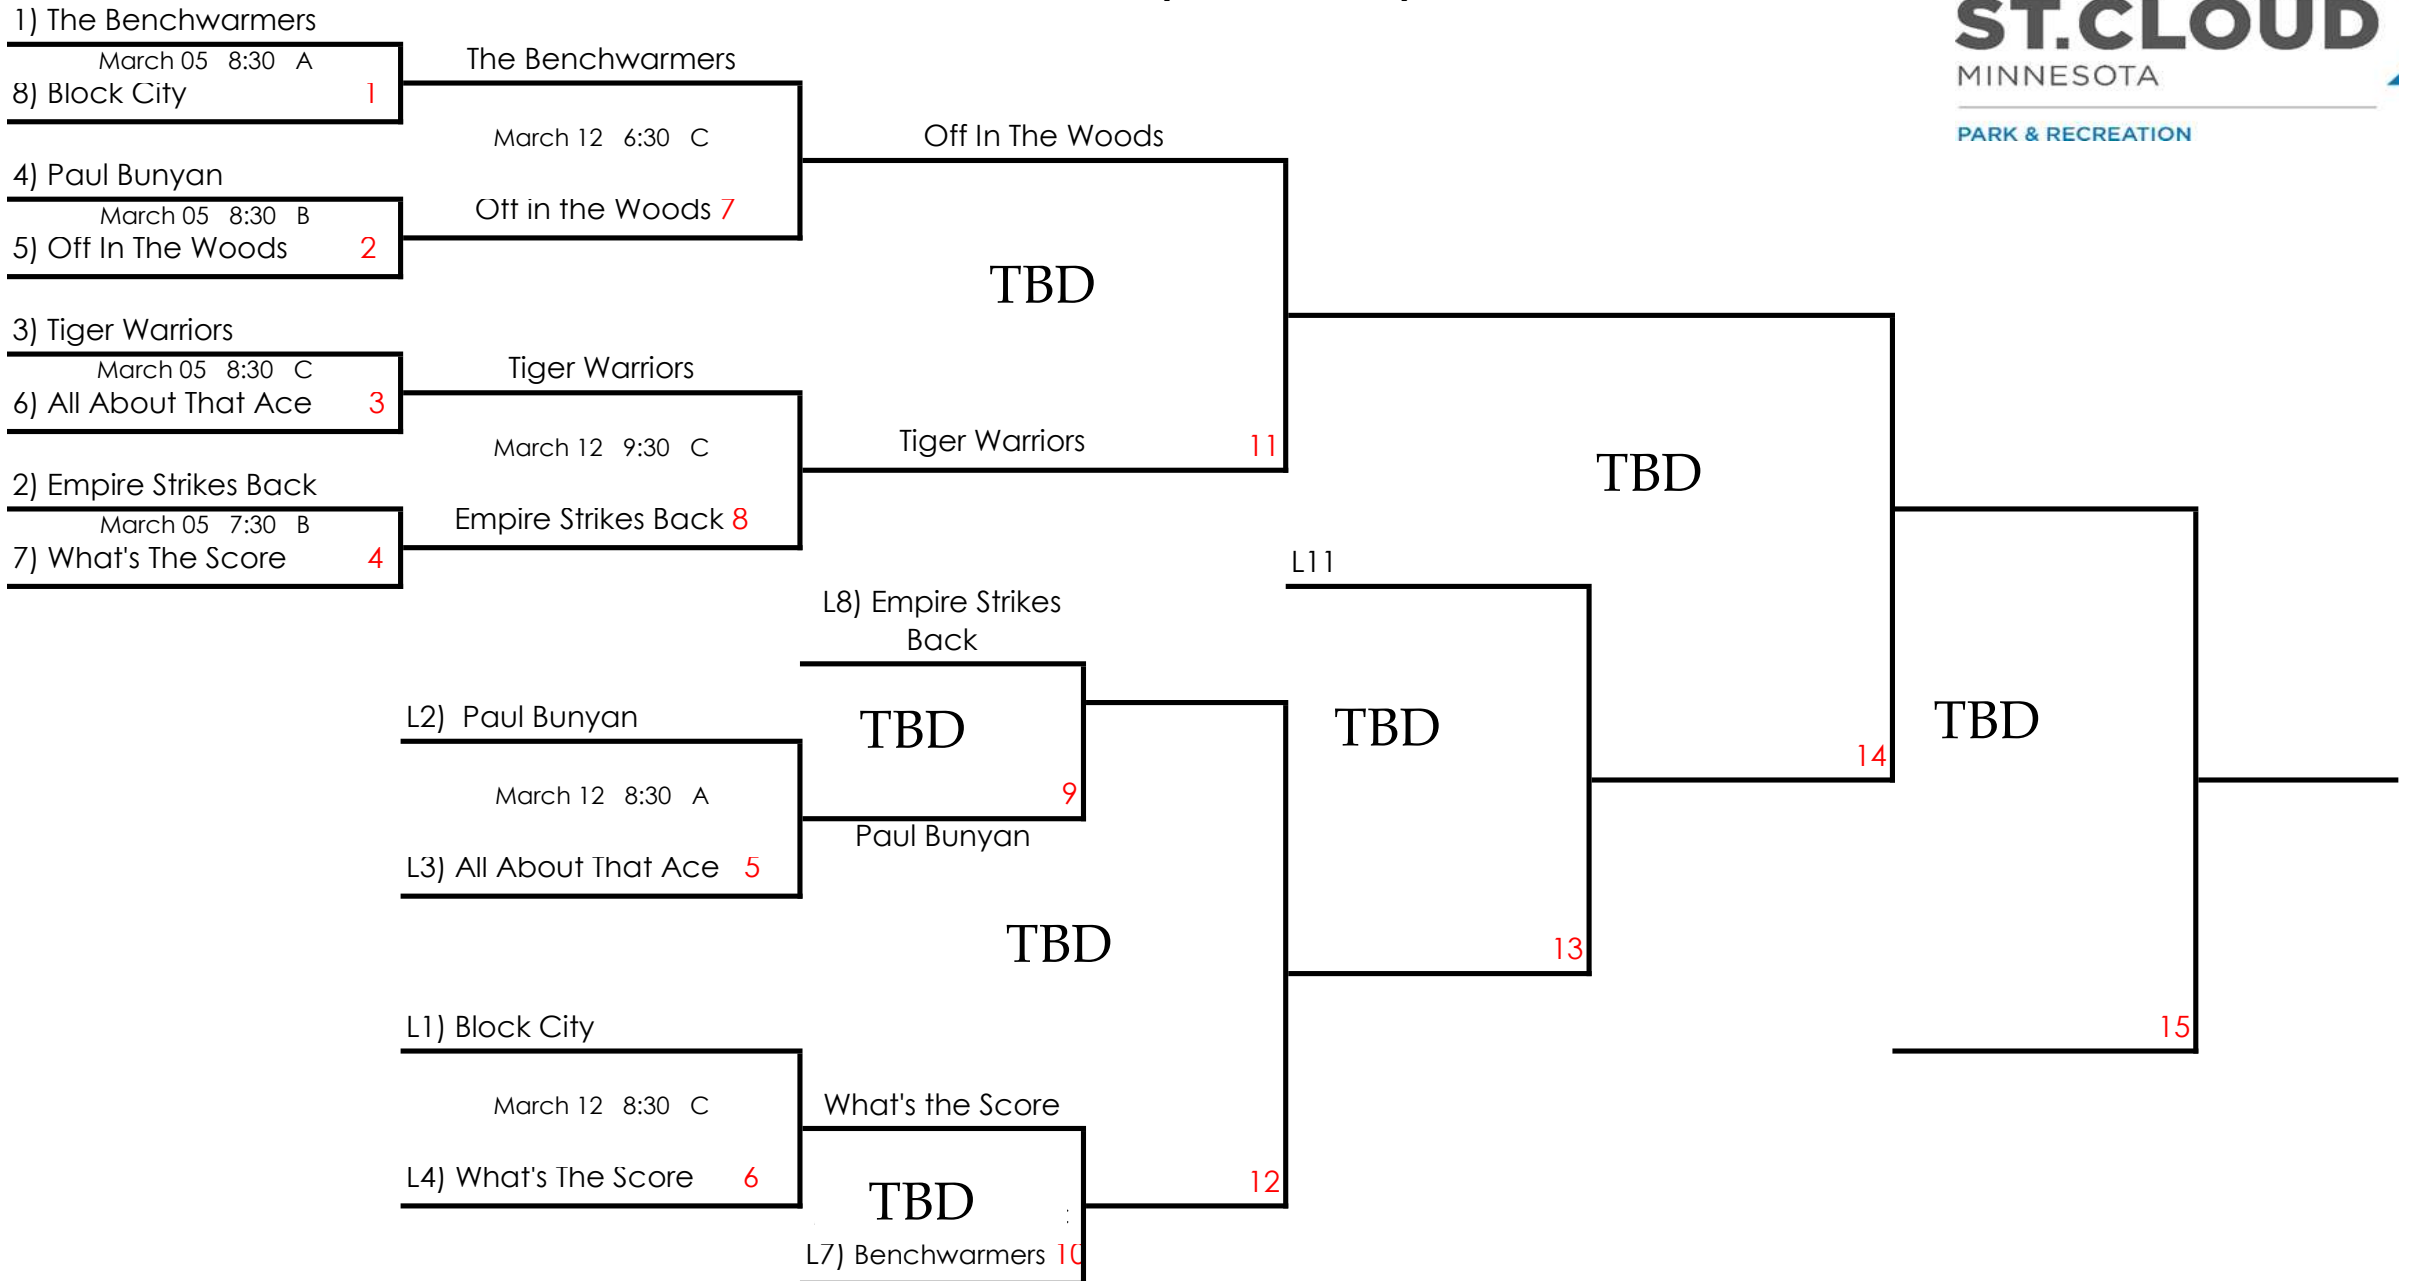 1) The Benchwarmers
March 05 8:30 A
8) Block City 1
4) Paul Bunyan
March 05 8:30 B
5) Off In The Woods 2
3) Tiger Warriors
March 05 8:30 C
6) All About That Ace 3
2) Empire Strikes Back
March 05 7:30 B
7) What's The Score 4
The Benchwarmers
March 12 6:30 C
Off in the Woods 7
Tiger Warriors
March 12 9:30 C
Empire Strikes Back 8
Off In The Woods
TBD
Tiger Warriors 11
ST.CLOUD
MINNESOTA
PARK & RECREATION
TBD
14
L11
TBD
13
TBD
15
L8) Empire Strikes
Back
TBD
9
Paul Bunyan
L2) Paul Bunyan
March 12 8:30 A
L3) All About That Ace 5
TBD
12
L1) Block City
March 12 8:30 C
L4) What's The Score 6
What's the Score
TBD
L7) Benchwarmers 10